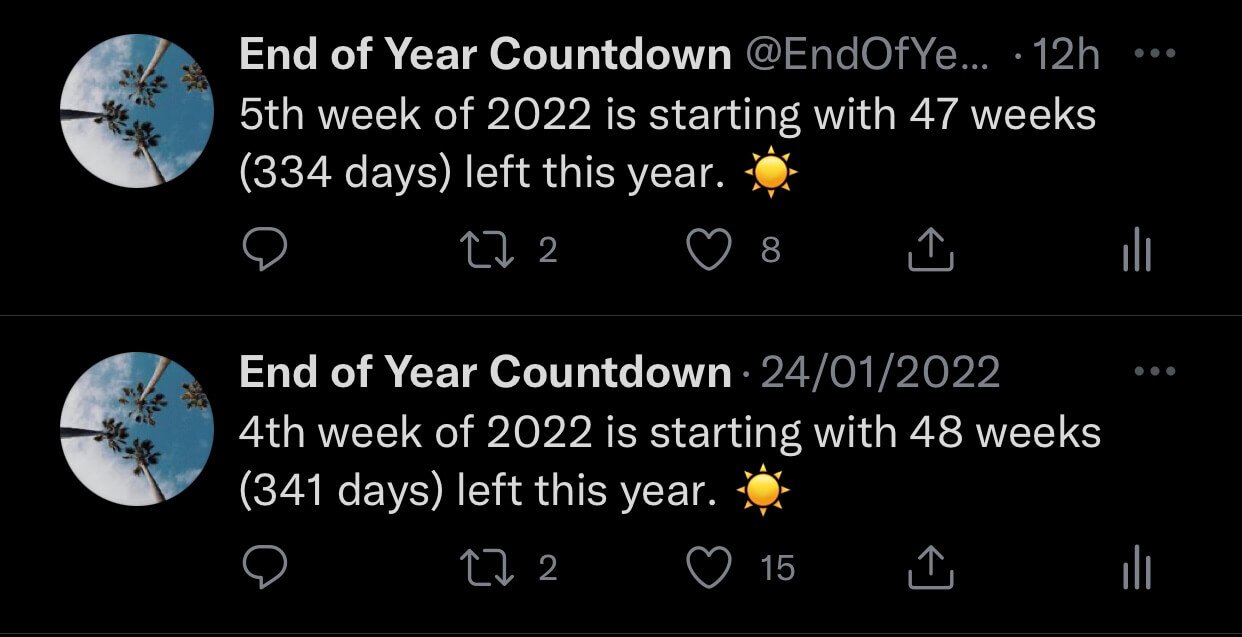 End of Year Countdown @EndOfYe... · 12h
5th week of 2022 is starting with 47 weeks
(334 days) left this year. ☀️
2 8
End of Year Countdown · 24/01/2022
4th week of 2022 is starting with 48 weeks
(341 days) left this year. ☀️
2 15